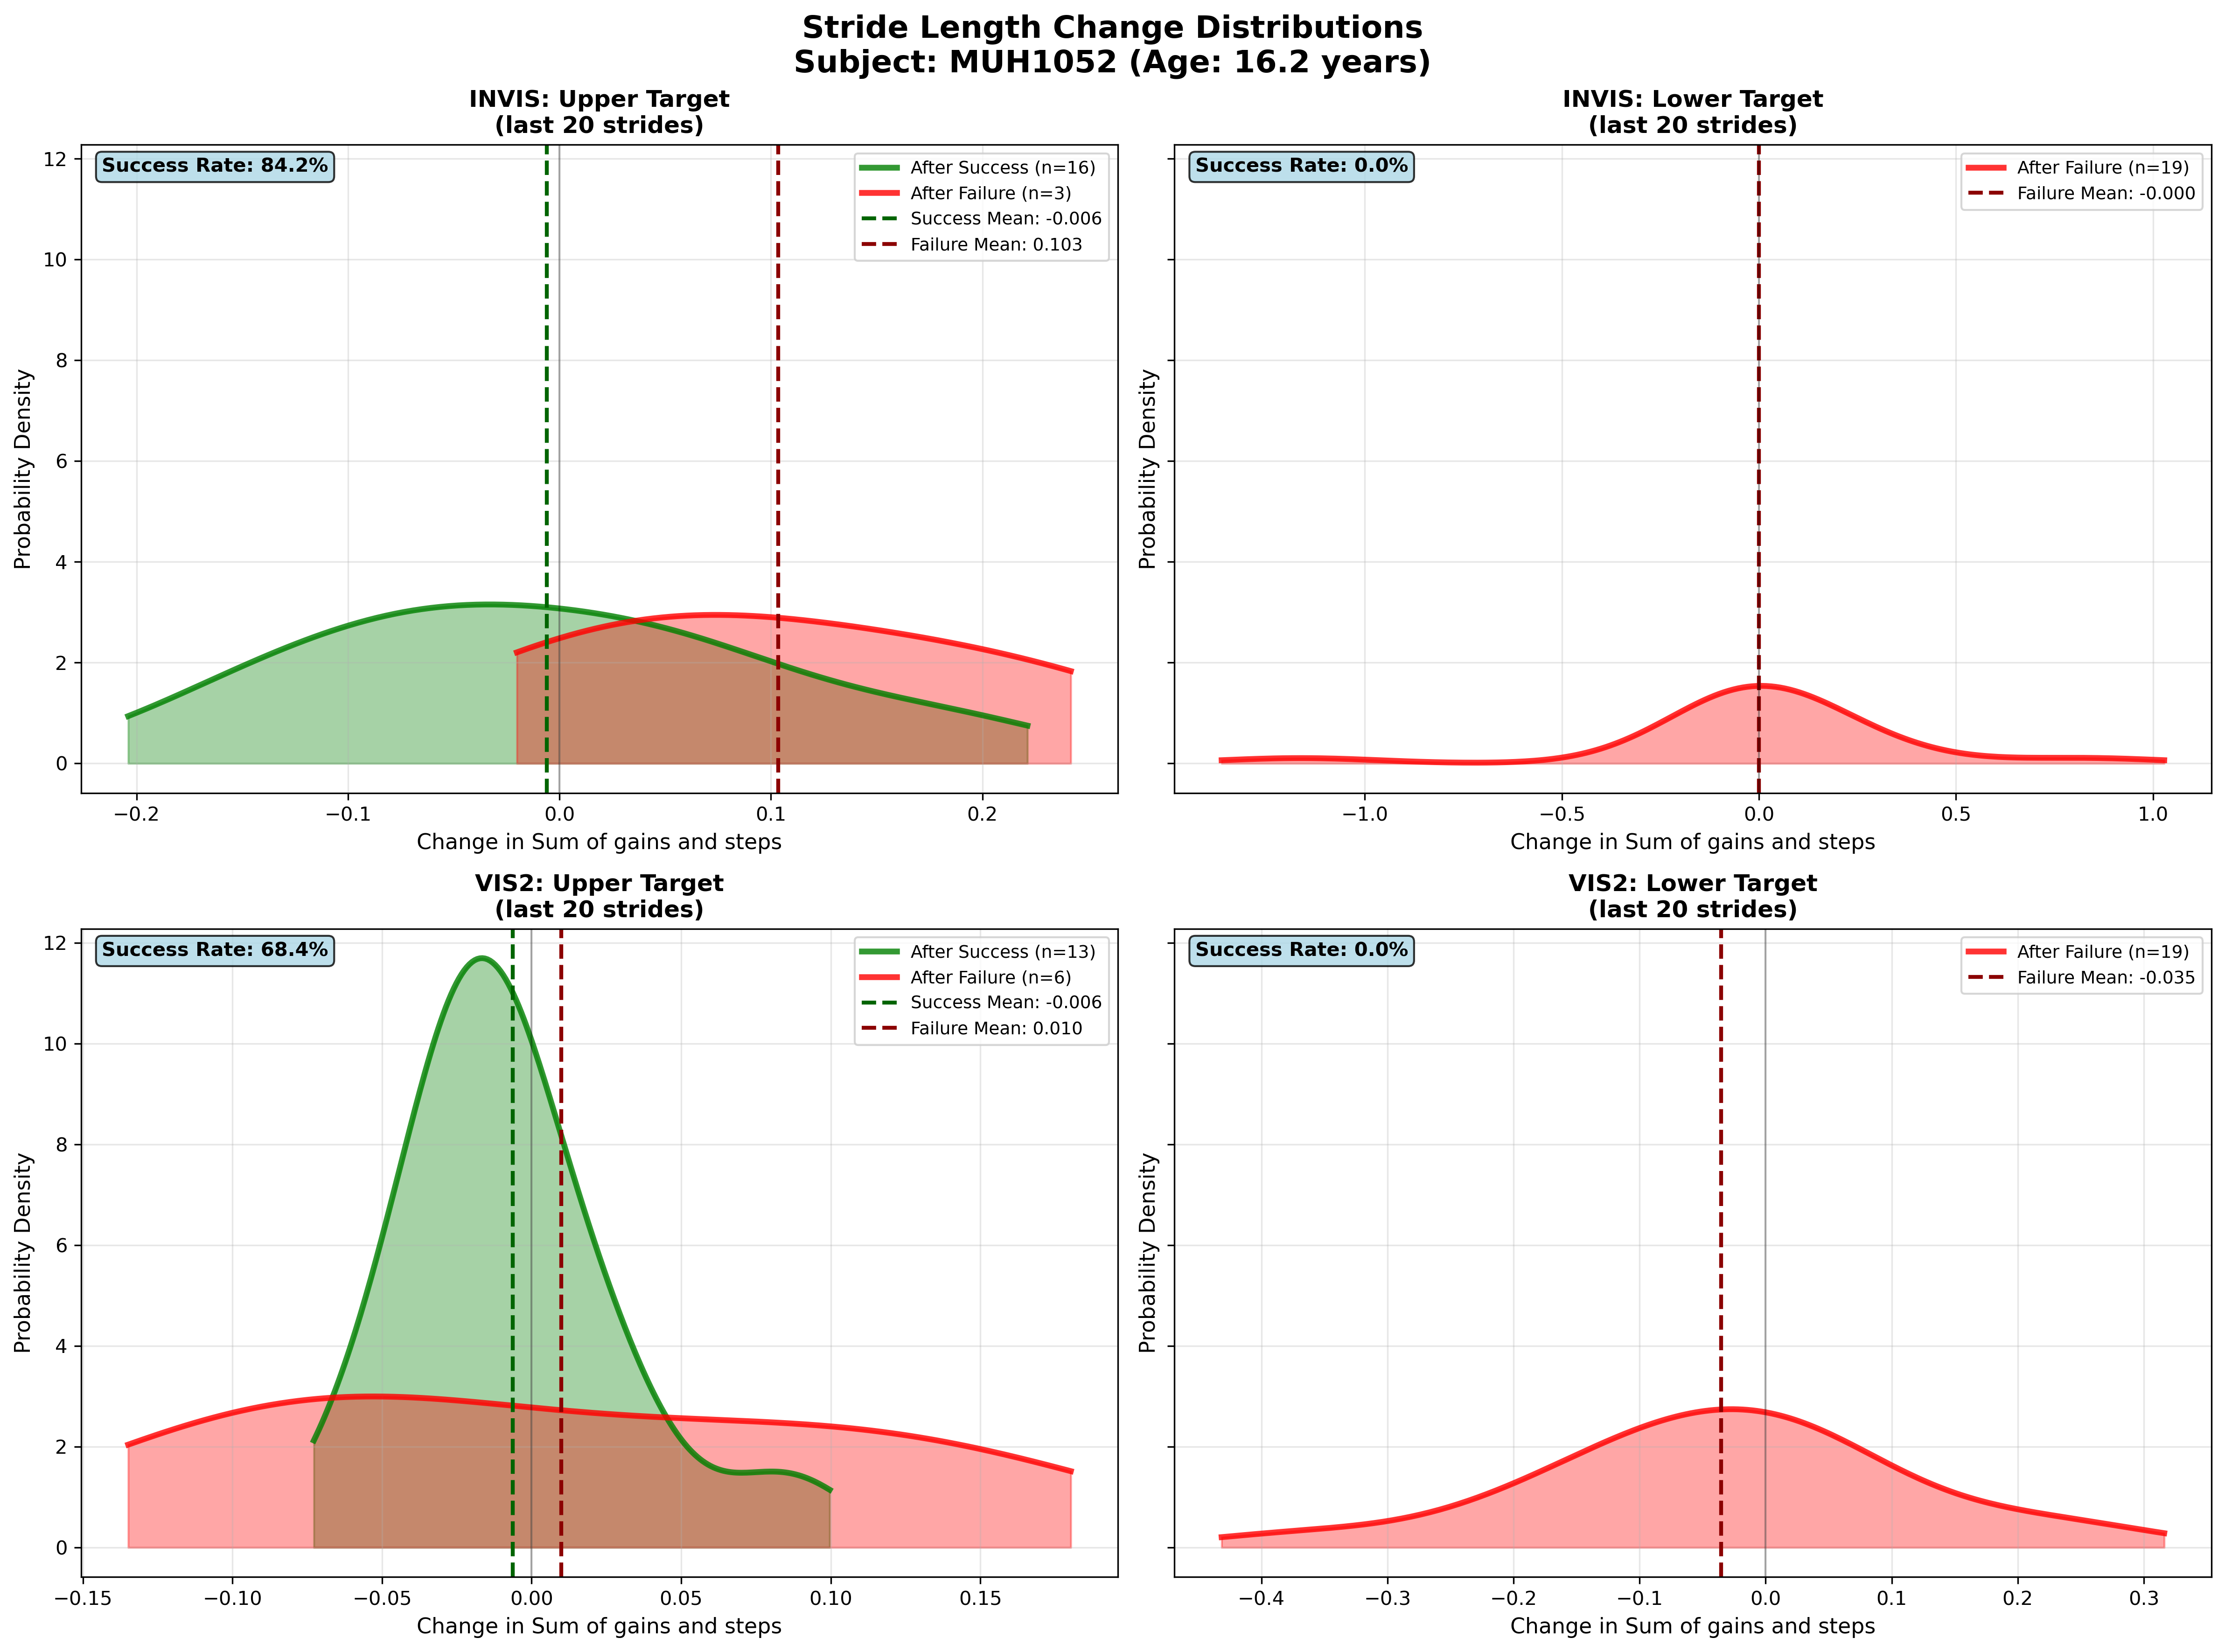 Stride Length Change Distributions
Subject: MUH1052 (Age: 16.2 years)
INVIS: Upper Target
(last 20 strides)
Success Rate: 84.2%
After Success (n=16)
After Failure (n=3)
Success Mean: -0.006
Failure Mean: 0.103
12
10
8
6
4
2
0
Probability Density
−0.2
−0.1
0.0
0.1
0.2
Change in Sum of gains and steps
INVIS: Lower Target
(last 20 strides)
Success Rate: 0.0%
After Failure (n=19)
Failure Mean: -0.000
Probability Density
−1.0
−0.5
0.0
0.5
1.0
Change in Sum of gains and steps
VIS2: Upper Target
(last 20 strides)
Success Rate: 68.4%
After Success (n=13)
After Failure (n=6)
Success Mean: -0.006
Failure Mean: 0.010
12
10
8
6
4
2
0
Probability Density
−0.15
−0.10
−0.05
0.00
0.05
0.10
0.15
Change in Sum of gains and steps
VIS2: Lower Target
(last 20 strides)
Success Rate: 0.0%
After Failure (n=19)
Failure Mean: -0.035
Probability Density
−0.4
−0.3
−0.2
−0.1
0.0
0.1
0.2
0.3
Change in Sum of gains and steps